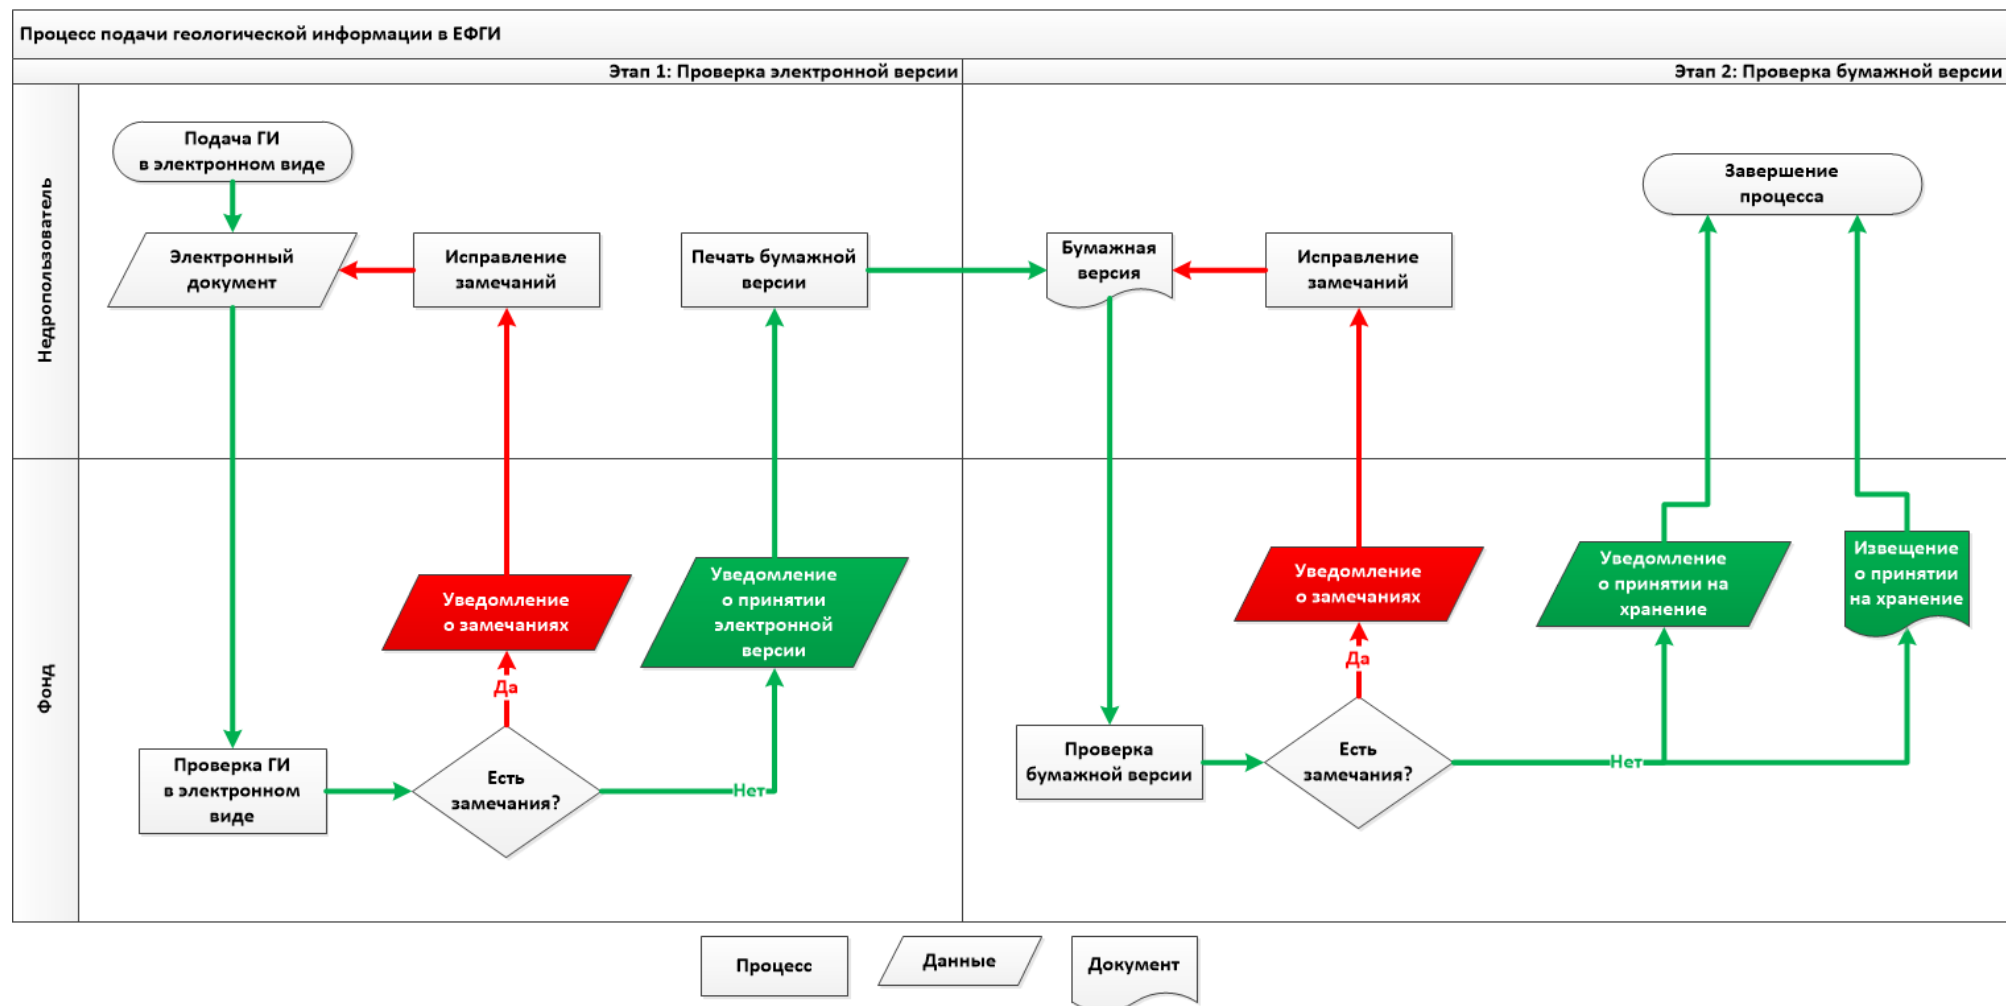 Процесс подачи геологической информации в ЕФГИ
Этап 1: Проверка электронной версии
Этап 2: Проверка бумажной версии
Недропользователь
Подача ГИ
в электронном виде
Электронный
документ
Исправление
замечаний
Печать бумажной
версии
Бумажная
версия
Исправление
замечаний
Завершение
процесса
Фонд
Проверка ГИ
в электронном
виде
Есть
замечания?
Да
Уведомление
о замечаниях
Нет
Уведомление
о принятии
электронной
версии
Проверка
бумажной версии
Есть
замечания?
Да
Уведомление
о замечаниях
Нет
Уведомление
о принятии на
хранение
Извещение
о принятии
на хранение
Процесс
Данные
Документ